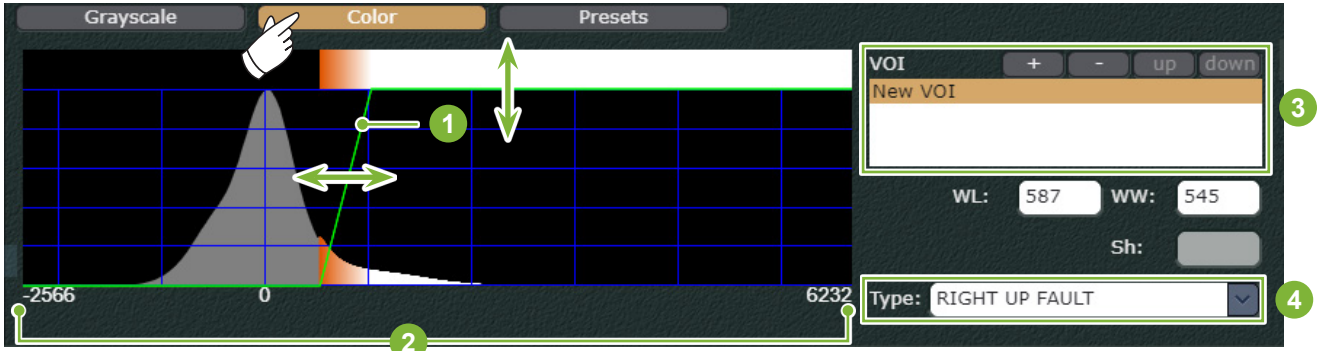 Grayscale Color Presets
VOI + - up down
New VOI
1
3
WL: 587 WW: 545
Sh:
-2566 0 6232
Type: RIGHT UP FAULT
4
2